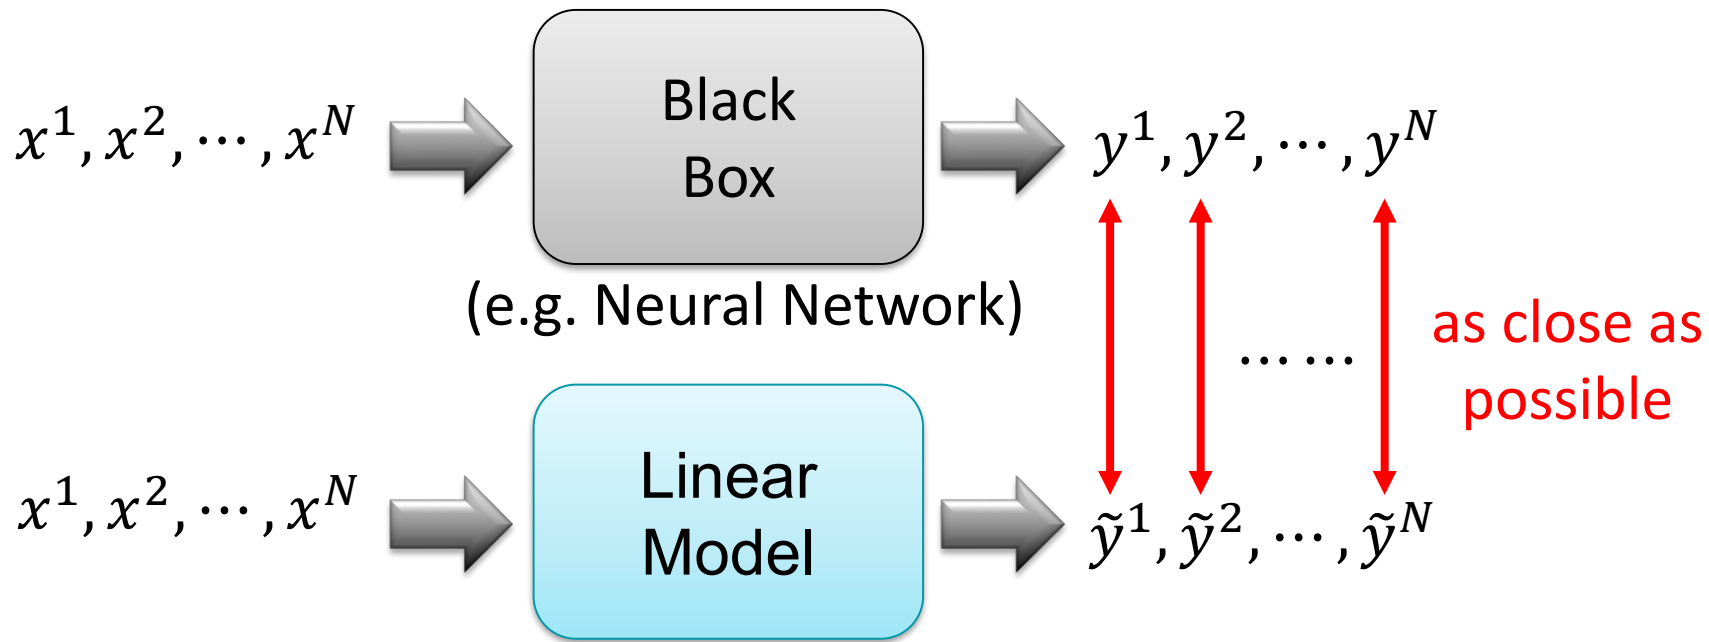 x¹, x², ⋯, xᴺ
Black
Box
y¹, y², ⋯, yᴺ
(e.g. Neural Network)
as close as
possible
⋯⋯
x¹, x², ⋯, xᴺ
Linear
Model
ỹ¹, ỹ², ⋯, ỹᴺ